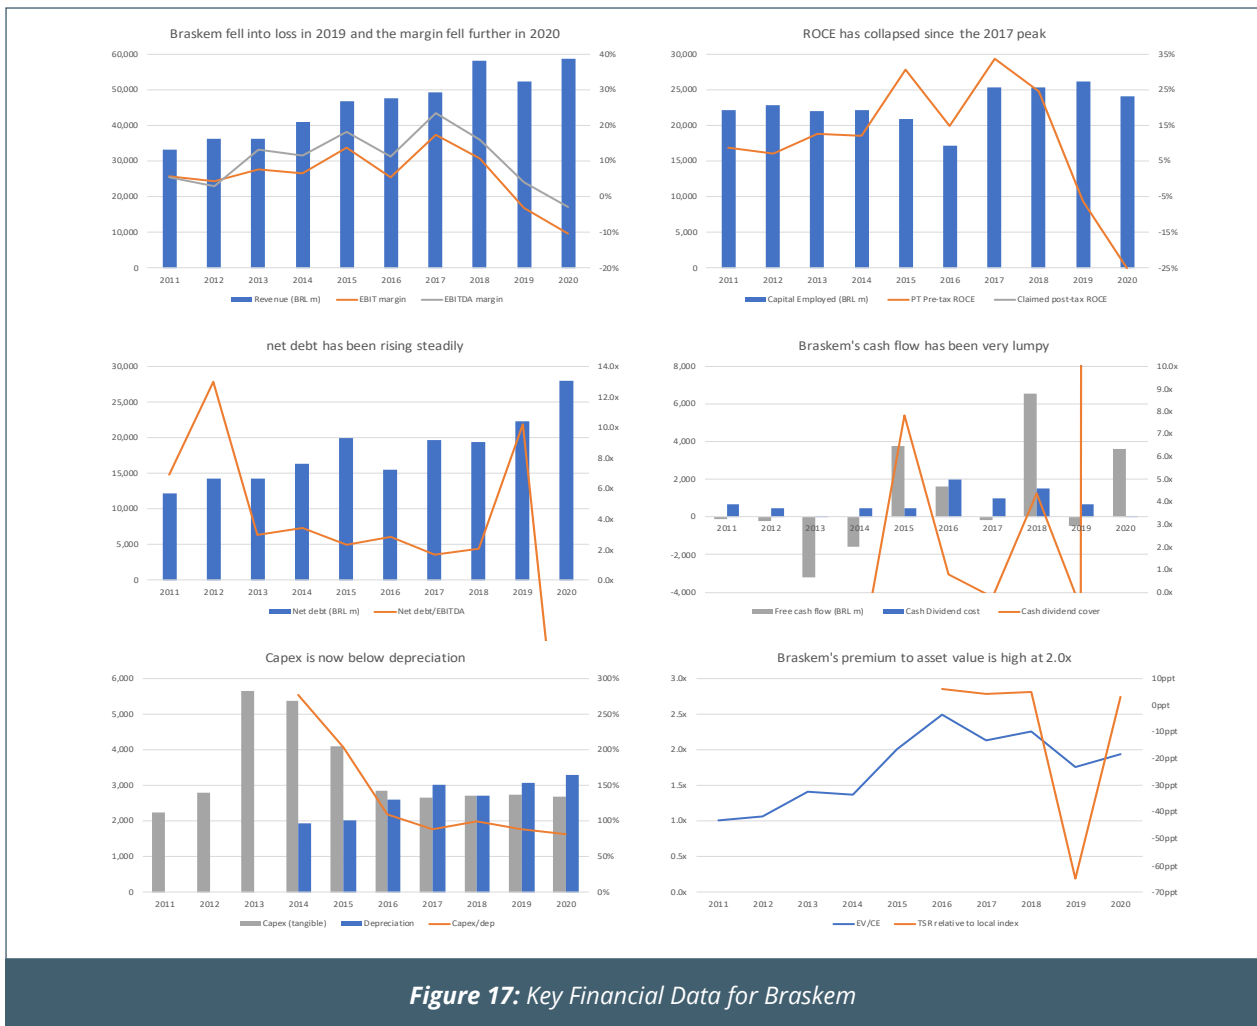 Braskem fell into loss in 2019 and the margin fell further in 2020
60,000
50,000
40,000
30,000
20,000
10,000
0
40%
30%
20%
10%
0%
-10%
-20%
2011 2012 2013 2014 2015 2016 2017 2018 2019 2020
Revenue (BRL m) EBIT margin EBITDA margin
ROCE has collapsed since the 2017 peak
30,000
25,000
20,000
15,000
10,000
5,000
0
35%
25%
15%
5%
-5%
-15%
-25%
2011 2012 2013 2014 2015 2016 2017 2018 2019 2020
Capital Employed (BRL m) PT Pre-tax ROCE Claimed post-tax ROCE
net debt has been rising steadily
30,000
25,000
20,000
15,000
10,000
5,000
0
14.0x
12.0x
10.0x
8.0x
6.0x
4.0x
2.0x
0.0x
2011 2012 2013 2014 2015 2016 2017 2018 2019 2020
Net debt (BRL m) Net debt/EBITDA
Braskem's cash flow has been very lumpy
8,000
6,000
4,000
2,000
0
-2,000
-4,000
10.0x
9.0x
8.0x
7.0x
6.0x
5.0x
4.0x
3.0x
2.0x
1.0x
0.0x
2011 2012 2013 2014 2015 2016 2017 2018 2019 2020
Free cash flow (BRL m) Cash Dividend cost Cash dividend cover
Capex is now below depreciation
6,000
5,000
4,000
3,000
2,000
1,000
0
300%
250%
200%
150%
100%
50%
0%
2011 2012 2013 2014 2015 2016 2017 2018 2019 2020
Capex (tangible) Depreciation Capex/dep
Braskem's premium to asset value is high at 2.0x
3.0x
2.5x
2.0x
1.5x
1.0x
0.5x
0.0x
10ppt
0ppt
-10ppt
-20ppt
-30ppt
-40ppt
-50ppt
-60ppt
-70ppt
2011 2012 2013 2014 2015 2016 2017 2018 2019 2020
EV/CE TSR relative to local index
Figure 17: Key Financial Data for Braskem